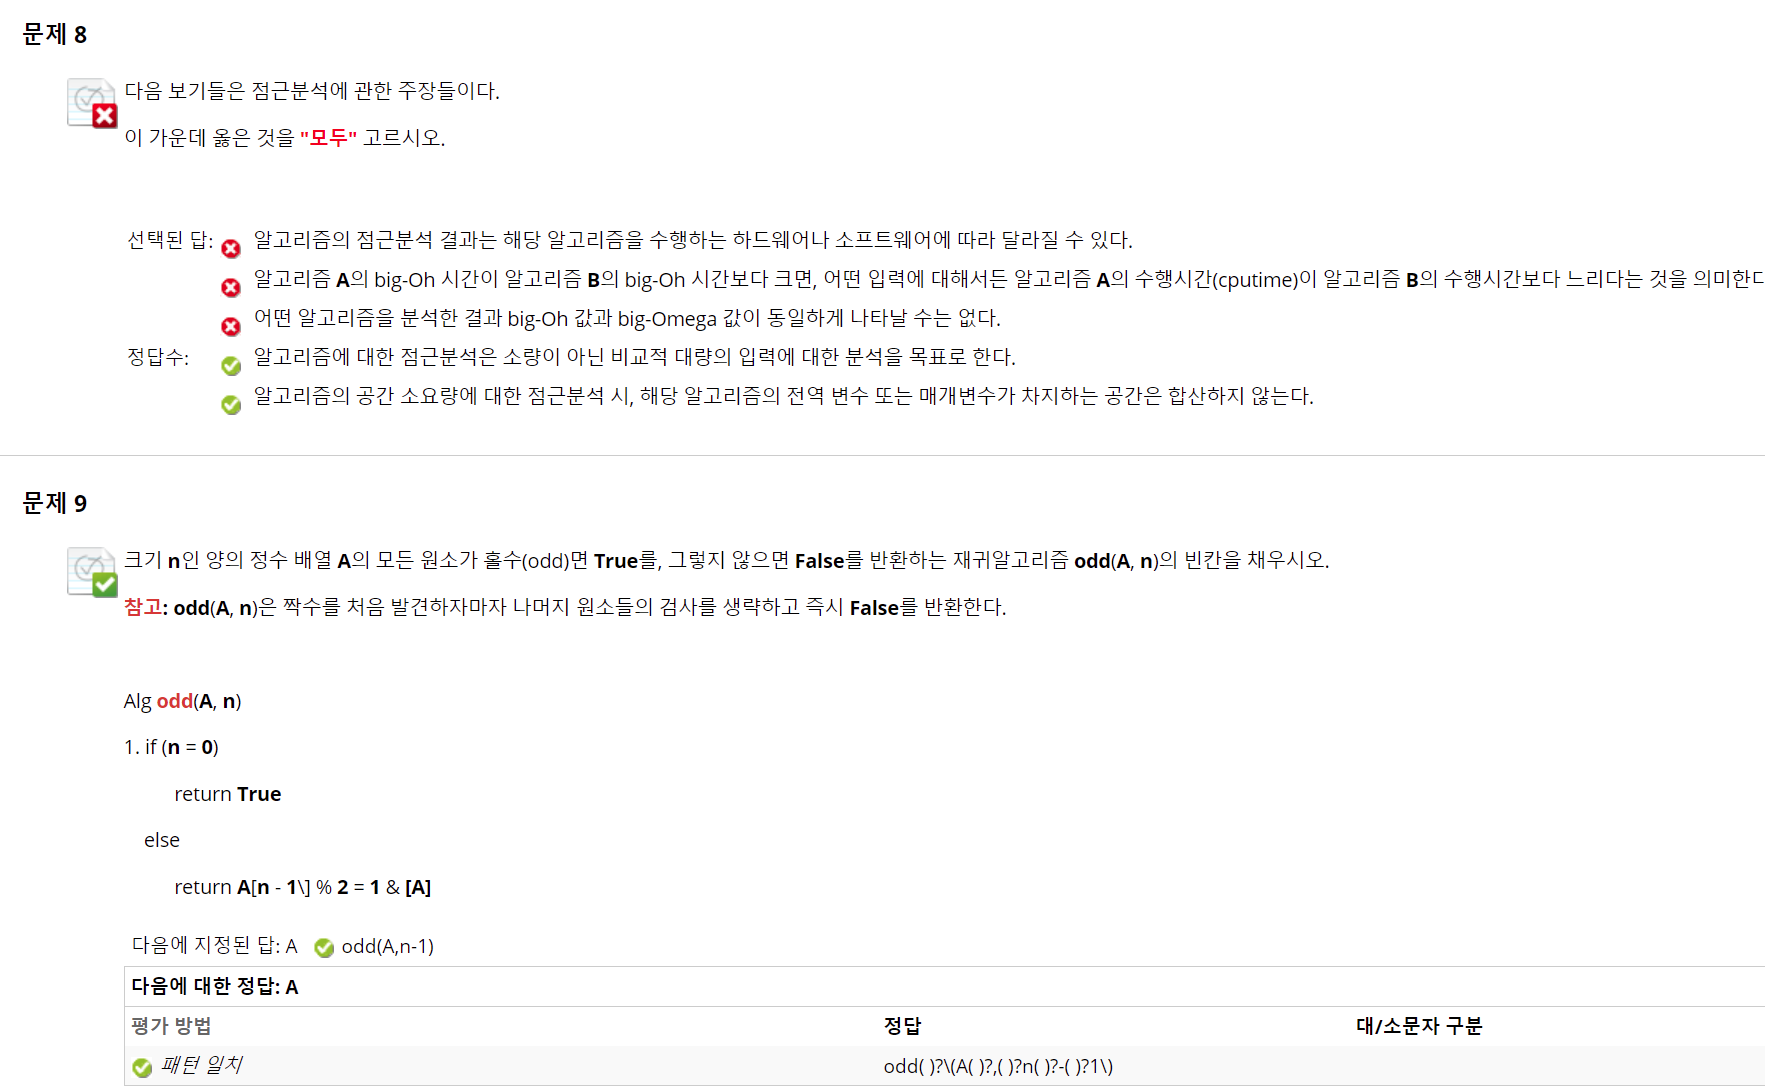 문제 8
다음 보기들은 점근분석에 관한 주장들이다.
이 가운데 옳은 것을 "모두" 고르시오.
선택된 답: 알고리즘의 점근분석 결과는 해당 알고리즘을 수행하는 하드웨어나 소프트웨어에 따라 달라질 수 있다.
알고리즘 A의 big-Oh 시간이 알고리즘 B의 big-Oh 시간보다 크면, 어떤 입력에 대해서든 알고리즘 A의 수행시간(cputime)이 알고리즘 B의 수행시간보다 느리다는 것을 의미한다
어떤 알고리즘을 분석한 결과 big-Oh 값과 big-Omega 값이 동일하게 나타날 수는 없다.
정답수: 알고리즘에 대한 점근분석은 소량이 아닌 비교적 대량의 입력에 대한 분석을 목표로 한다.
알고리즘의 공간 소요량에 대한 점근분석 시, 해당 알고리즘의 전역 변수 또는 매개변수가 차지하는 공간은 합산하지 않는다.
문제 9
크기 n인 양의 정수 배열 A의 모든 원소가 홀수(odd)면 True를, 그렇지 않으면 False를 반환하는 재귀알고리즘 odd(A, n)의 빈칸을 채우시오.
참고: odd(A, n)은 짝수를 처음 발견하자마자 나머지 원소들의 검사를 생략하고 즉시 False를 반환한다.
Alg odd(A, n)
1. if (n = 0)
return True
else
return A[n - 1\] % 2 = 1 & [A]
다음에 지정된 답: A odd(A,n-1)
다음에 대한 정답: A
평가 방법 정답 대/소문자 구분
패턴 일치 odd( )?\(A( )?,( )?n( )?-( )?1\)